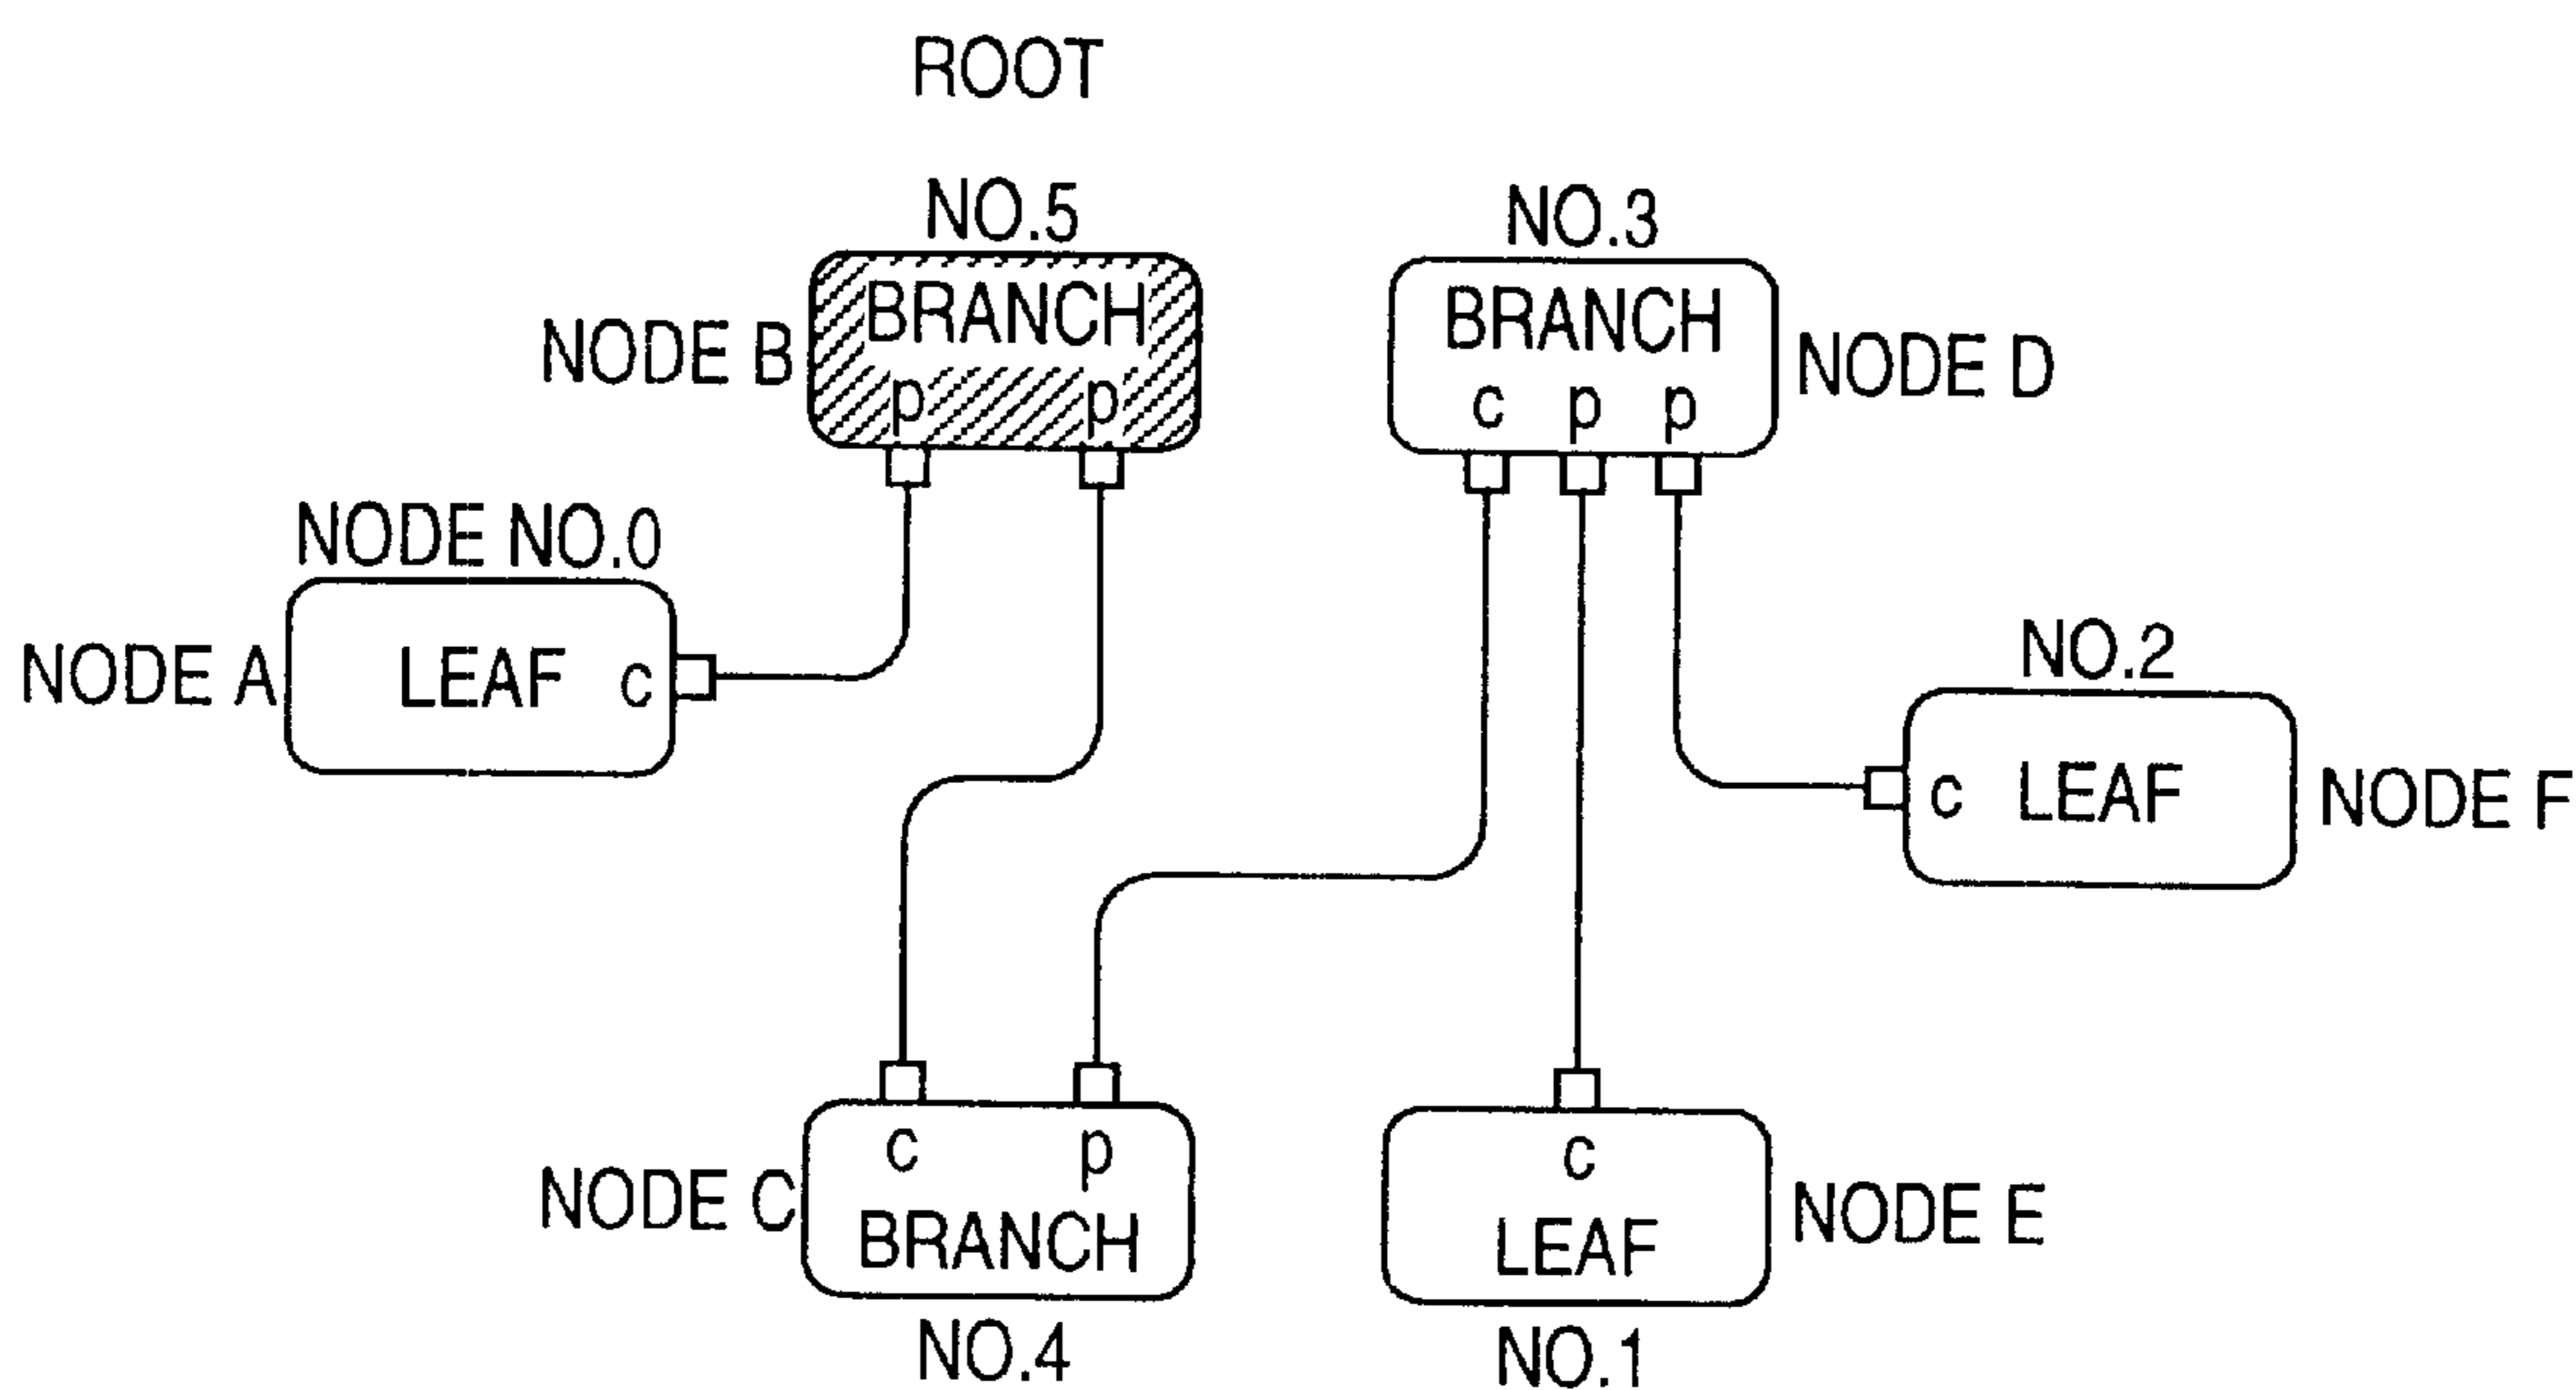 ROOT
NO.5
NO.3
BRANCH
BRANCH
NODE B
NODE D
p p
c p p
NODE NO.0
NODE A
LEAF c
NO.2
c LEAF
NODE F
c p
c
NODE C
BRANCH
LEAF
NODE E
NO.4
NO.1